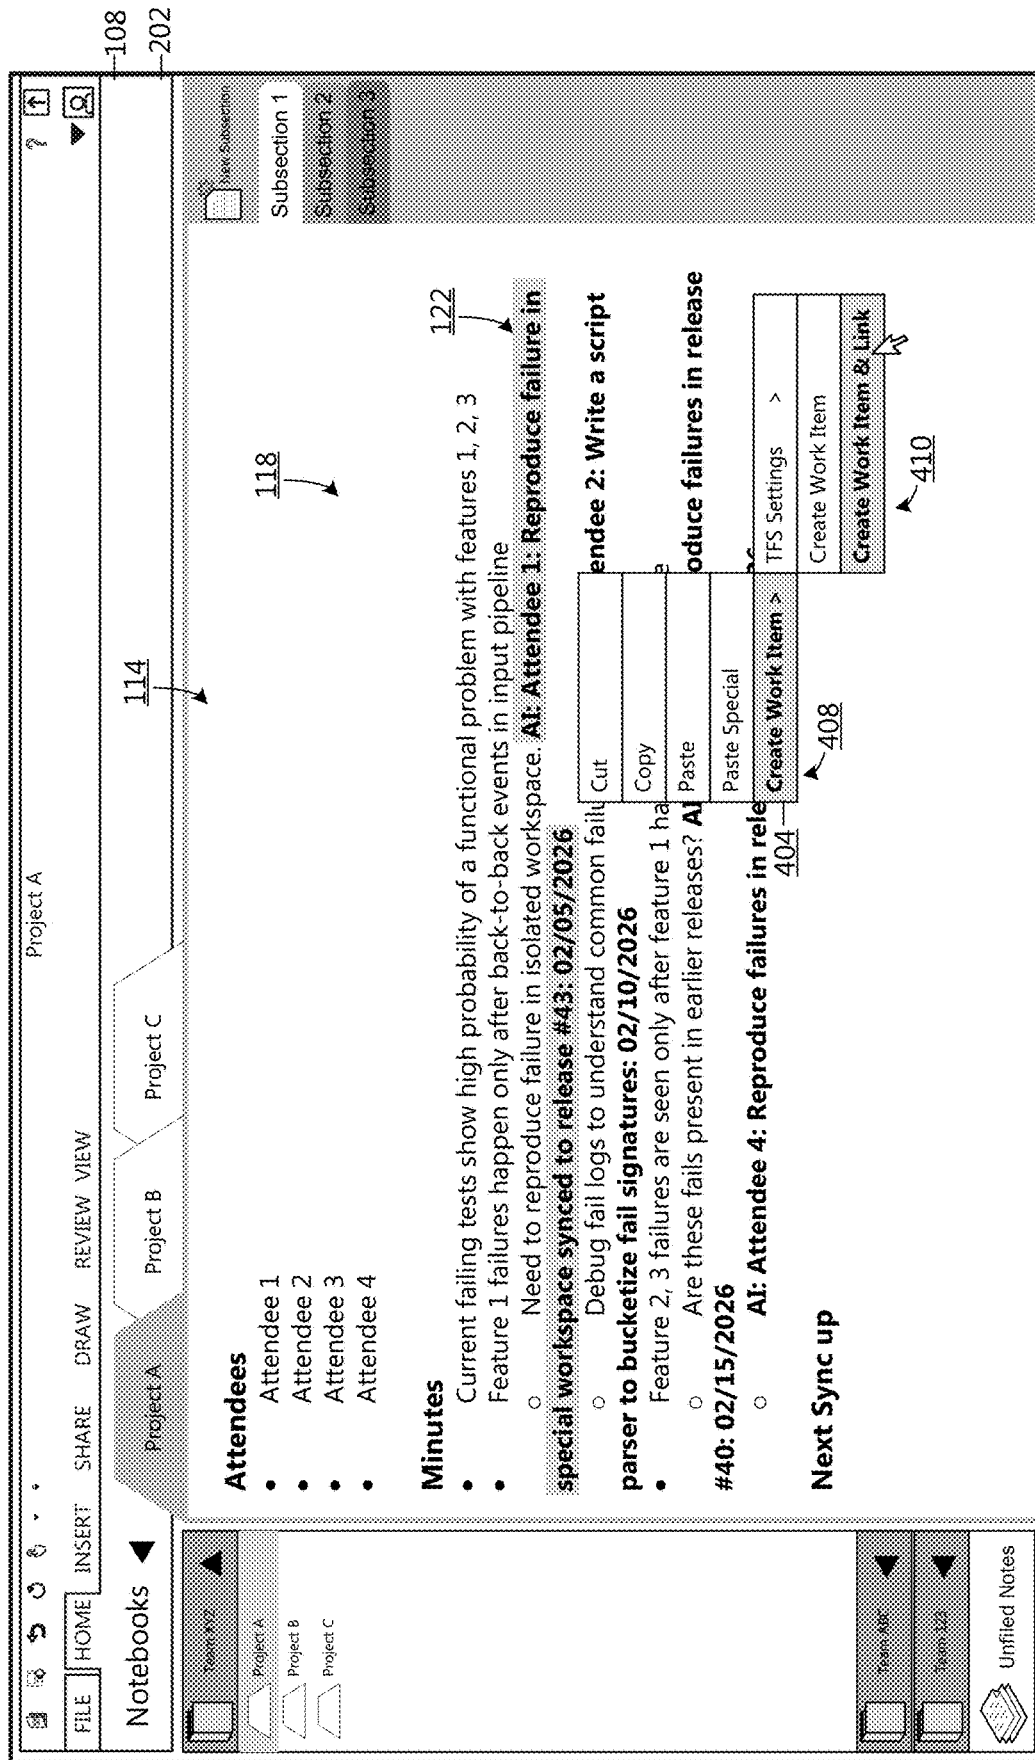 Project A
?
108
202
FILE HOME INSERT SHARE DRAW REVIEW VIEW
Notebooks
Project A
Project B
Project C
Team XYZ
Project A
Project B
Project C
Team ABC
Team 123
Unfiled Notes
New Subsection
Subsection 1
Subsection 2
Subsection 3
114
118
122
Attendees
• Attendee 1
• Attendee 2
• Attendee 3
• Attendee 4
Minutes
• Current failing tests show high probability of a functional problem with features 1, 2, 3
• Feature 1 failures happen only after back-to-back events in input pipeline
○ Need to reproduce failure in isolated workspace. AI: Attendee 1: Reproduce failure in
special workspace synced to release #43: 02/05/2026
○ Debug fail logs to understand common failu endee 2: Write a script
parser to bucketize fail signatures: 02/10/2026
• Feature 2, 3 failures are seen only after feature 1 ha e
○ Are these fails present in earlier releases? AI oduce failures in release
#40: 02/15/2026
○ AI: Attendee 4: Reproduce failures in rele
Next Sync up
Cut
Copy
Paste
Paste Special
Create Work Item >
404
408
TFS Settings >
Create Work Item
Create Work Item & Link
410